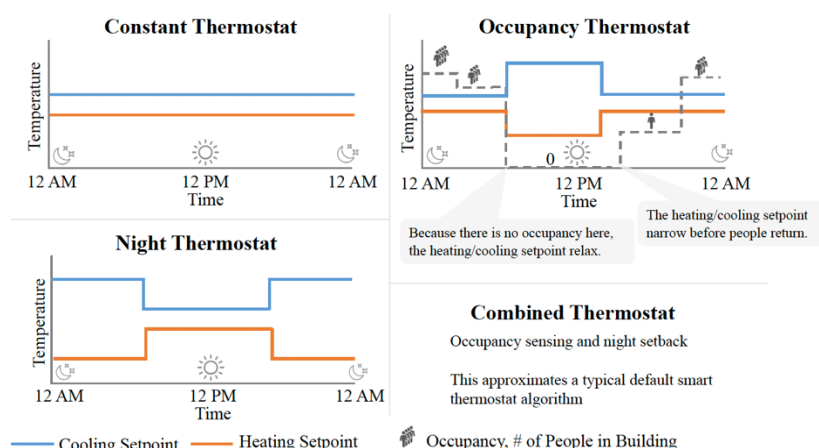 Constant Thermostat
Temperature
12 AM
12 PM
12 AM
Time
Occupancy Thermostat
Temperature
0
12 AM
12 PM
12 AM
Time
Because there is no occupancy here,
the heating/cooling setpoint relax.
The heating/cooling setpoint
narrow before people return.
Night Thermostat
Temperature
12 AM
12 PM
12 AM
Time
Combined Thermostat
Occupancy sensing and night setback
This approximates a typical default smart
thermostat algorithm
Cooling Setpoint
Heating Setpoint
Occupancy, # of People in Building